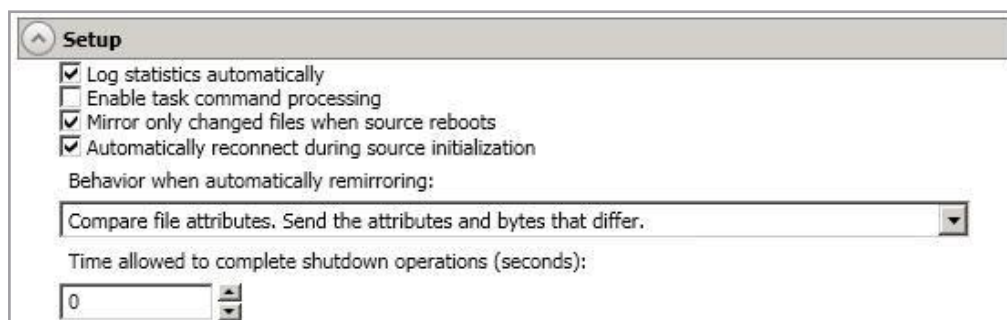 Setup
Log statistics automatically
Enable task command processing
Mirror only changed files when source reboots
Automatically reconnect during source initialization
Behavior when automatically remirroring:
Compare file attributes. Send the attributes and bytes that differ.
Time allowed to complete shutdown operations (seconds):
0